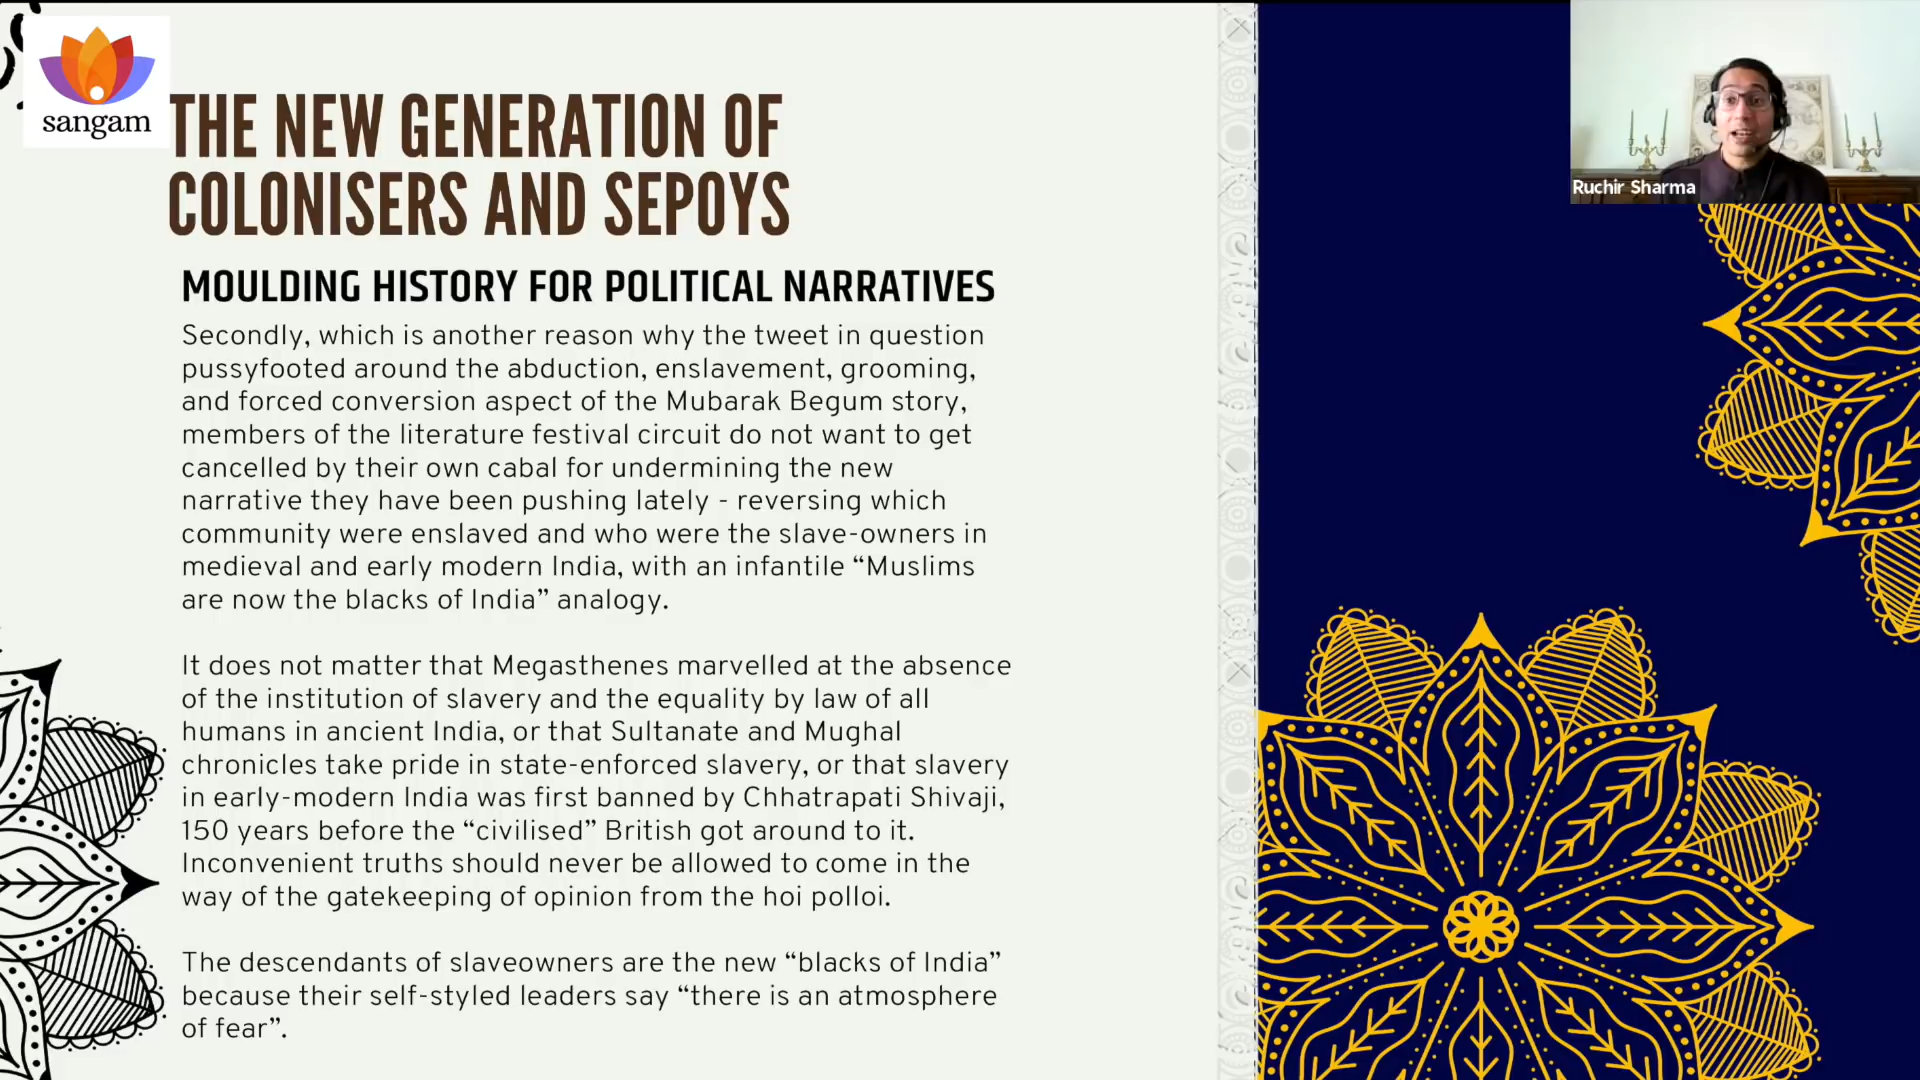 sangam
THE NEW GENERATION OF
COLONISERS AND SEPOYS
MOULDING HISTORY FOR POLITICAL NARRATIVES
Secondly, which is another reason why the tweet in question
pussyfooted around the abduction, enslavement, grooming,
and forced conversion aspect of the Mubarak Begum story,
members of the literature festival circuit do not want to get
cancelled by their own cabal for undermining the new
narrative they have been pushing lately - reversing which
community were enslaved and who were the slave-owners in
medieval and early modern India, with an infantile “Muslims
are now the blacks of India” analogy.
It does not matter that Megasthenes marvelled at the absence
of the institution of slavery and the equality by law of all
humans in ancient India, or that Sultanate and Mughal
chronicles take pride in state-enforced slavery, or that slavery
in early-modern India was first banned by Chhatrapati Shivaji,
150 years before the “civilised” British got around to it.
Inconvenient truths should never be allowed to come in the
way of the gatekeeping of opinion from the hoi polloi.
The descendants of slaveowners are the new “blacks of India”
because their self-styled leaders say “there is an atmosphere
of fear”.
Ruchir Sharma